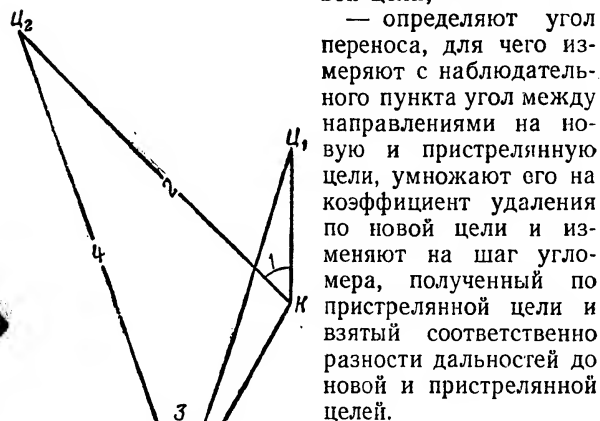 — определяют угол
переноса, для чего из-
меряют с наблюдатель-
ного пункта угол между
направлениями на но-
вую и пристрелянную
цели, умножают его на
коэффициент удаления
по новой цели и из-
меняют на шаг угло-
мера, полученный по
пристрелянной цели и
взятый соответственно
разности дальностей до
новой и пристрелянной
целей.
Ц₂
Ц₁
2
1
4
К
3